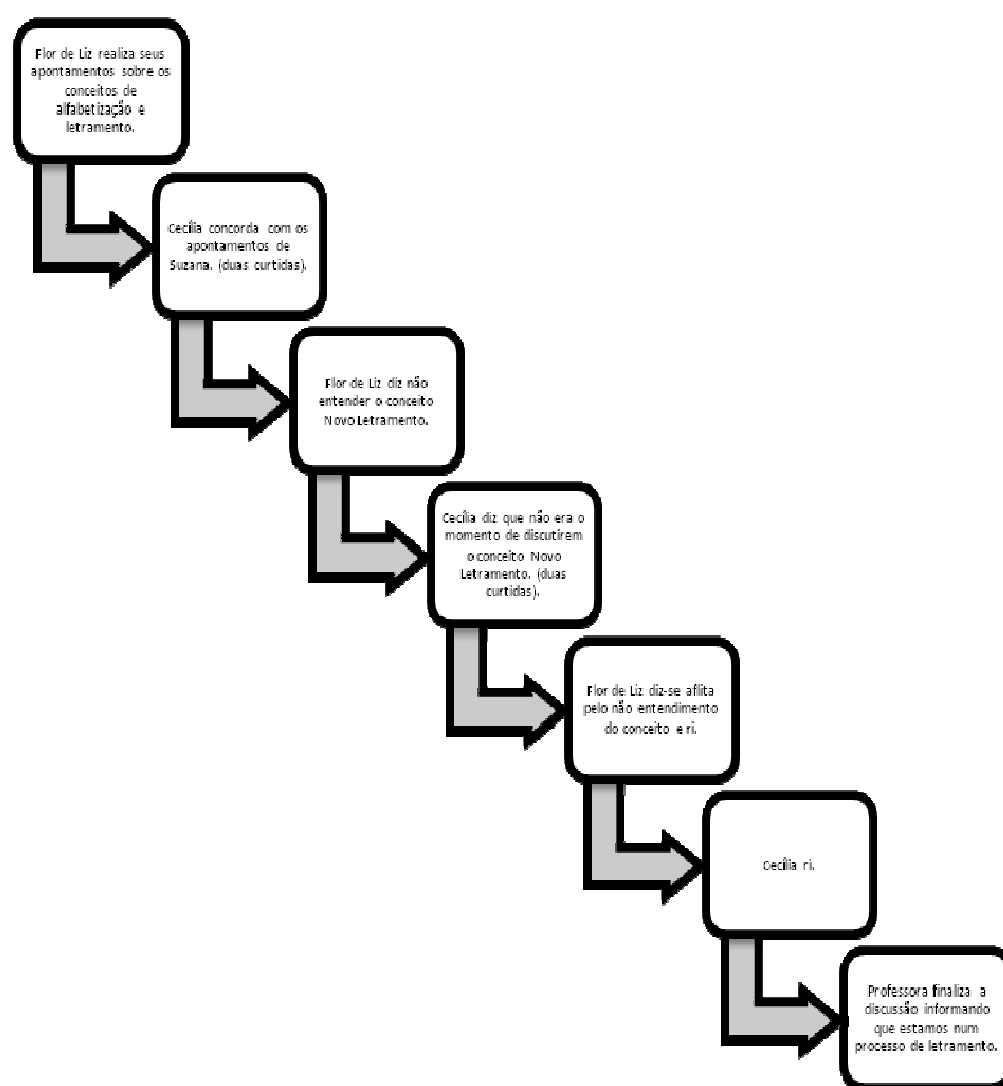 Flor de Liz realiza seus
apontamentos sobre os
conceitos de
alfabetização e
letramento.
Cecília concorda com os
apontamentos de
Suzana. (duas curtidas).
Flor de Liz diz não
entender o conceito
Novo Letramento.
Cecília diz que não era o
momento de discutirem
o conceito Novo
Letramento. (duas
curtidas).
Flor de Liz diz-se aflita
pelo não entendimento
do conceito e ri.
Cecília ri.
Professora finaliza a
discussão informando
que estamos num
processo de letramento.